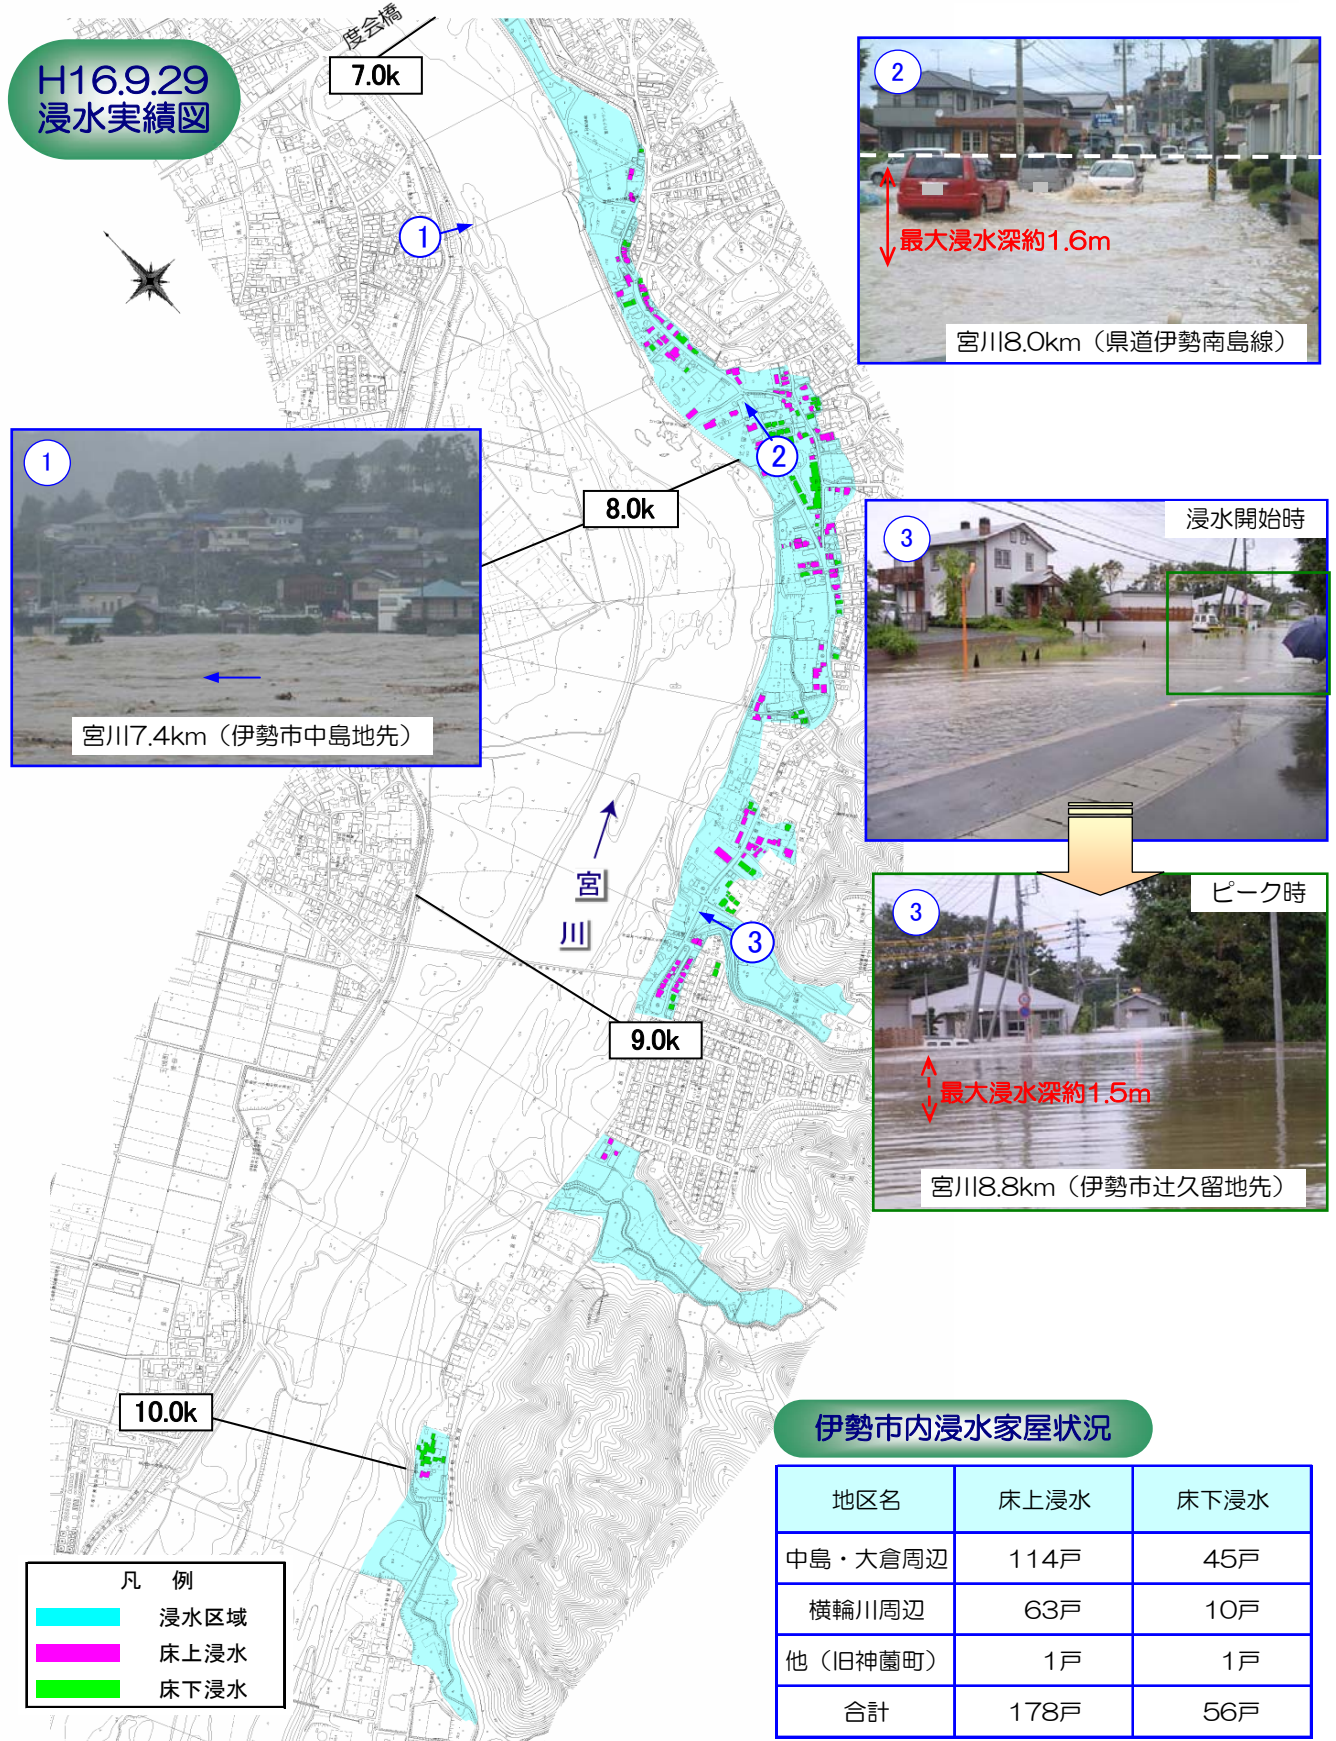 H16.9.29
浸水実績図
度会橋
7.0k
1
2
最大浸水深約1.6m
宮川8.0km（県道伊勢南島線）
1
宮川7.4km（伊勢市中島地先）
2
8.0k
3
浸水開始時
宮
川
3
9.0k
3
ピーク時
最大浸水深約1.5m
宮川8.8km（伊勢市辻久留地先）
10.0k
凡 例
浸水区域
床上浸水
床下浸水
伊勢市内浸水家屋状況
地区名 床上浸水 床下浸水
中島・大倉周辺 114戸 45戸
横輪川周辺 63戸 10戸
他（旧神薗町） 1戸 1戸
合計 178戸 56戸